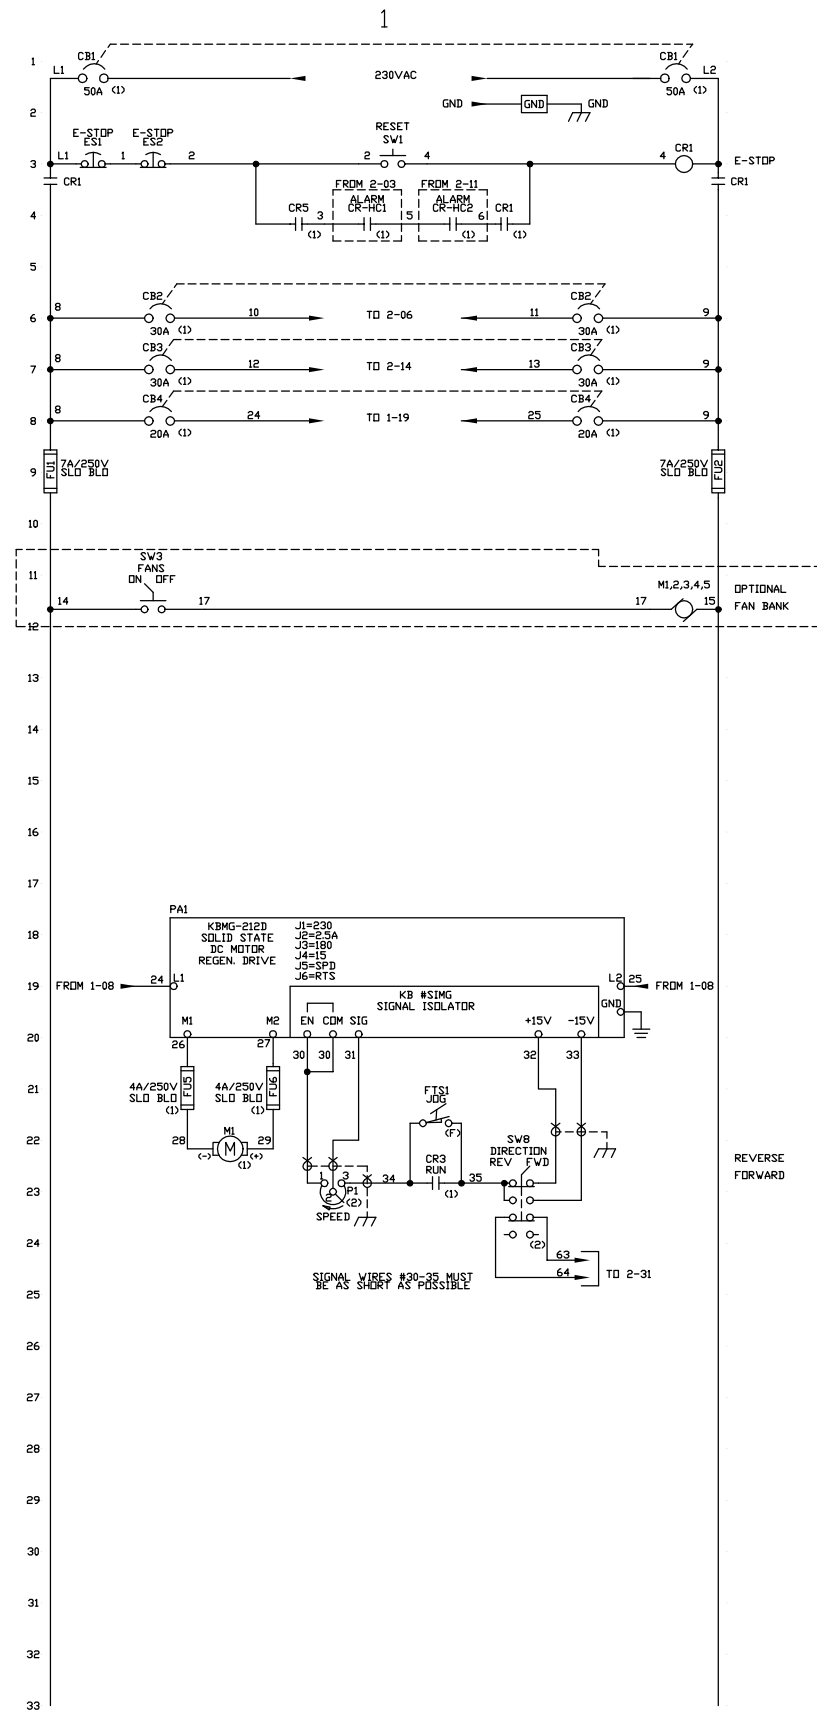 1
1
L1
CB1
50A (1)
230VAC
CB1
50A (1)
L2
2
GND
GND
GND
3
L1
E-STOP
ES1
1
E-STOP
ES2
2
2
RESET
SW1
4
4
CR1
E-STOP
CR1
CR1
4
CR5
(1)
3
FROM 2-03
ALARM
CR-HC1
(1)
5
FROM 2-11
ALARM
CR-HC2
(1)
6
CR1
(1)
5
6
8
CB2
30A (1)
10
TO 2-06
11
CB2
30A (1)
9
7
8
CB3
30A (1)
12
TO 2-14
13
CB3
30A (1)
9
8
8
CB4
20A (1)
24
TO 1-19
25
CB4
20A (1)
9
9
FU1
7A/250V
SLO BLO
7A/250V
SLO BLO
FU2
10
11
SW3
FANS
ON OFF
14
17
17
M1,2,3,4,5
15
OPTIONAL
FAN BANK
12
13
14
15
16
17
PA1
18
KBMG-212D
SOLID STATE
DC MOTOR
REGEN. DRIVE
J1=230
J2=2.5A
J3=180
J4=15
J5=SPD
J6=RTS
19
FROM 1-08
24
L1
L2
25
FROM 1-08
KB #SIMG
SIGNAL ISOLATOR
GND
M1
M2
EN
COM
SIG
+15V
-15V
20
26
27
30
30
31
32
33
21
4A/250V
SLO BLO
(1)
FU5
4A/250V
SLO BLO
(1)
FU6
FTS1
JOG
(F)
22
28
M1
M
29
(-)
(1)
(+)
SW8
DIRECTION
REV FWD
REVERSE
FORWARD
23
1
3
2
P1
(2)
SPEED
34
CR3
RUN
(1)
35
24
(2)
63
64
TO 2-31
SIGNAL WIRES #30-35 MUST
BE AS SHORT AS POSSIBLE
25
26
27
28
29
30
31
32
33